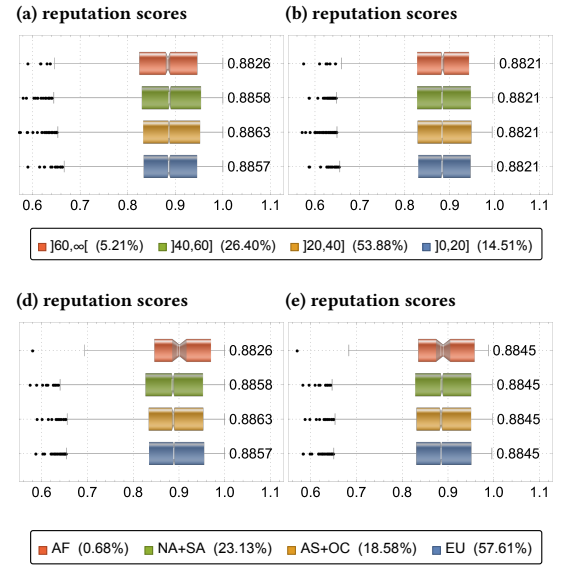 (a) reputation scores
(b) reputation scores
0.8826
0.8858
0.8863
0.8857
0.6 0.7 0.8 0.9 1.0 1.1
0.8821
0.8821
0.8821
0.8821
0.6 0.7 0.8 0.9 1.0 1.1
]60,∞[ (5.21%) ]40,60] (26.40%) ]20,40] (53.88%) ]0,20] (14.51%)
(d) reputation scores
(e) reputation scores
0.8826
0.8858
0.8863
0.8857
0.6 0.7 0.8 0.9 1.0 1.1
0.8845
0.8845
0.8845
0.8845
0.6 0.7 0.8 0.9 1.0 1.1
AF (0.68%) NA+SA (23.13%) AS+OC (18.58%) EU (57.61%)